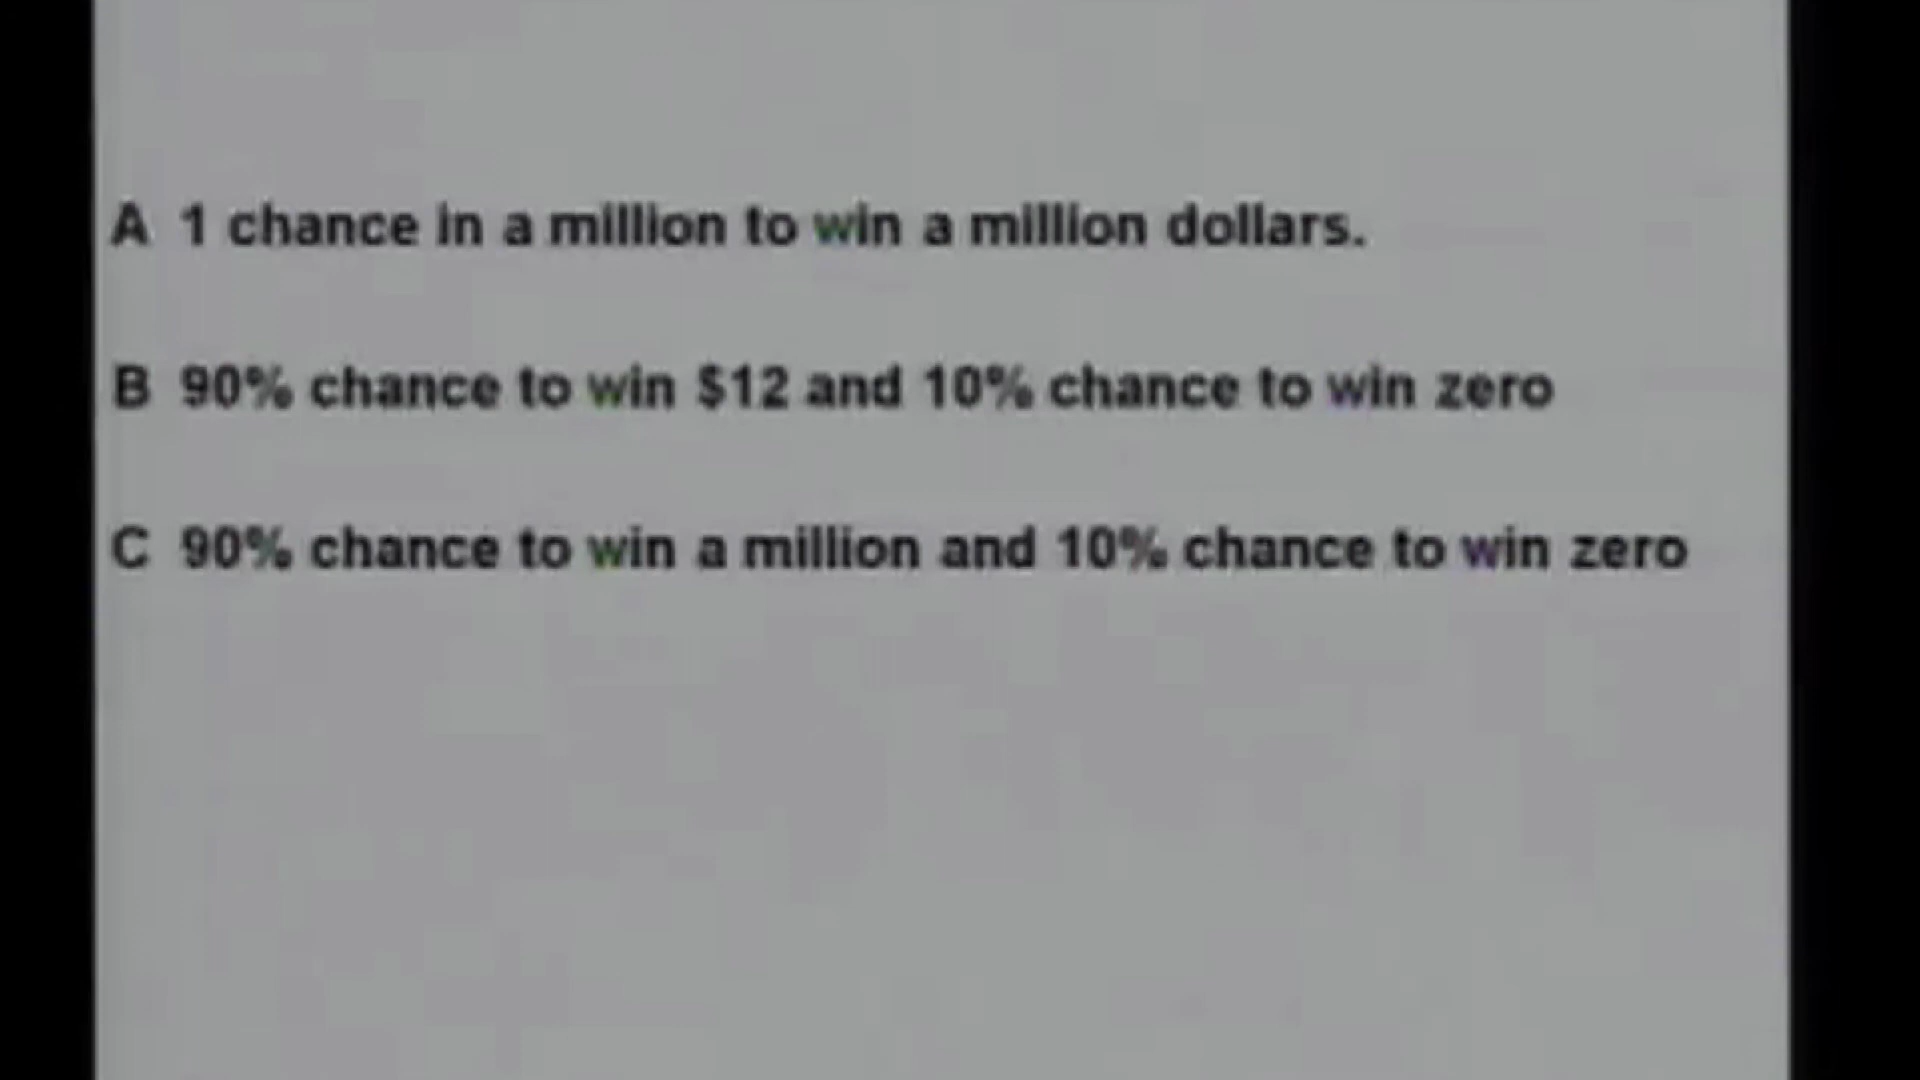 A 1 chance in a million to win a million dollars.
B 90% chance to win $12 and 10% chance to win zero
C 90% chance to win a million and 10% chance to win zero